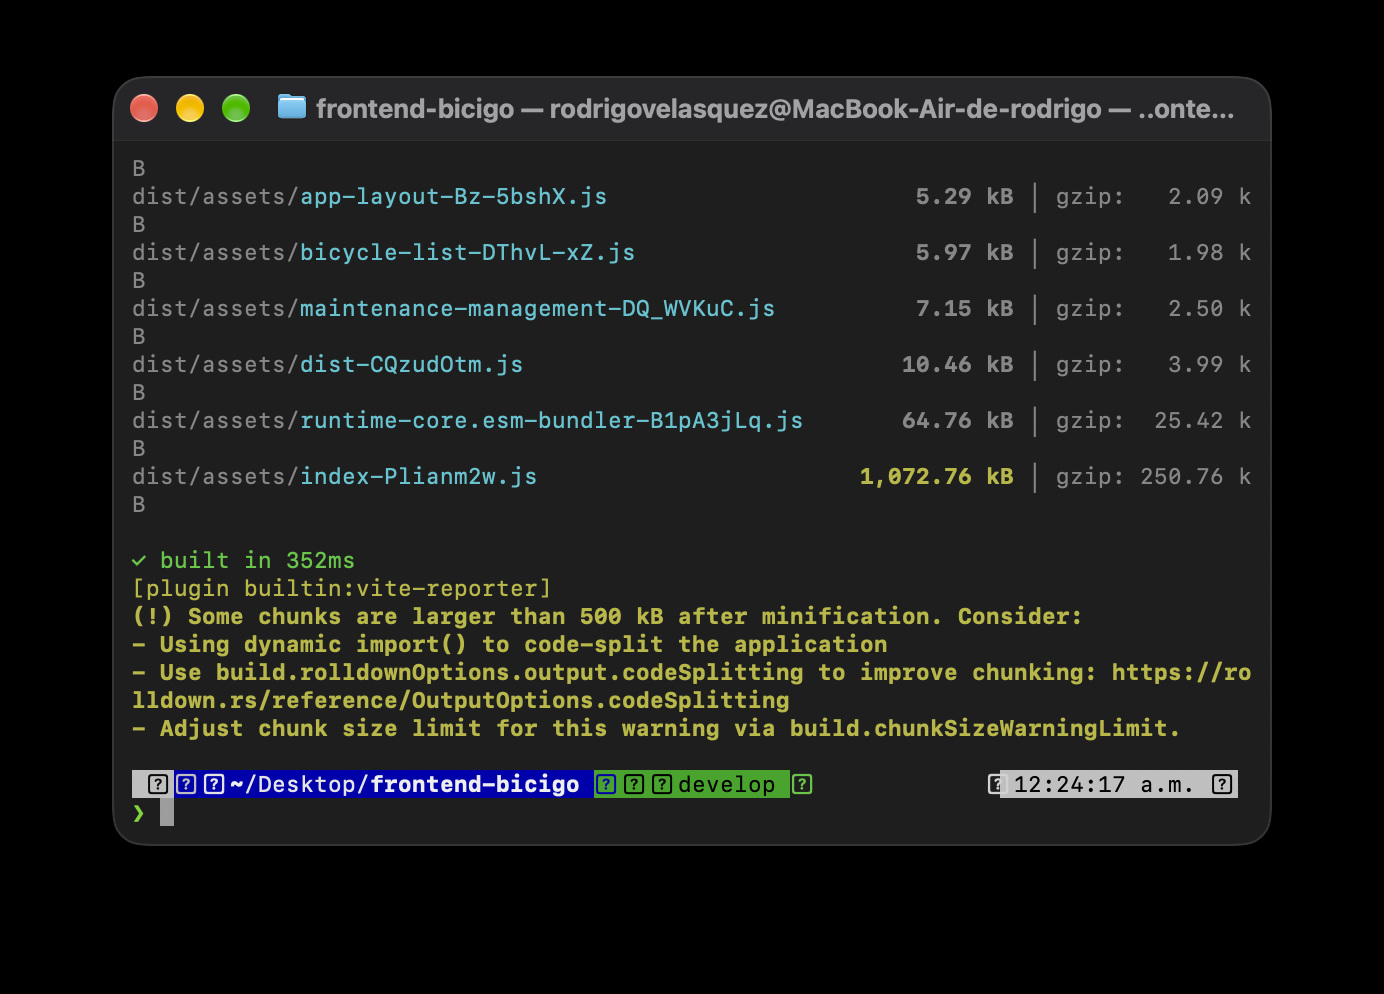 frontend-bicigo — rodrigovelasquez@MacBook-Air-de-rodrigo — ..onte...
B
dist/assets/app-layout-Bz-5bshX.js 5.29 kB │ gzip: 2.09 k
B
dist/assets/bicycle-list-DThvL-xZ.js 5.97 kB │ gzip: 1.98 k
B
dist/assets/maintenance-management-DQ_WVKuC.js 7.15 kB │ gzip: 2.50 k
B
dist/assets/dist-CQzudOtm.js 10.46 kB │ gzip: 3.99 k
B
dist/assets/runtime-core.esm-bundler-B1pA3jLq.js 64.76 kB │ gzip: 25.42 k
B
dist/assets/index-Plianm2w.js 1,072.76 kB │ gzip: 250.76 k
B
✓ built in 352ms
[plugin builtin:vite-reporter]
(!) Some chunks are larger than 500 kB after minification. Consider:
- Using dynamic import() to code-split the application
- Use build.rolldownOptions.output.codeSplitting to improve chunking: https://ro
lldown.rs/reference/OutputOptions.codeSplitting
- Adjust chunk size limit for this warning via build.chunkSizeWarningLimit.
? ? ? ~/Desktop/frontend-bicigo ? ? ? develop ? ? 12:24:17 a.m. ?
❯